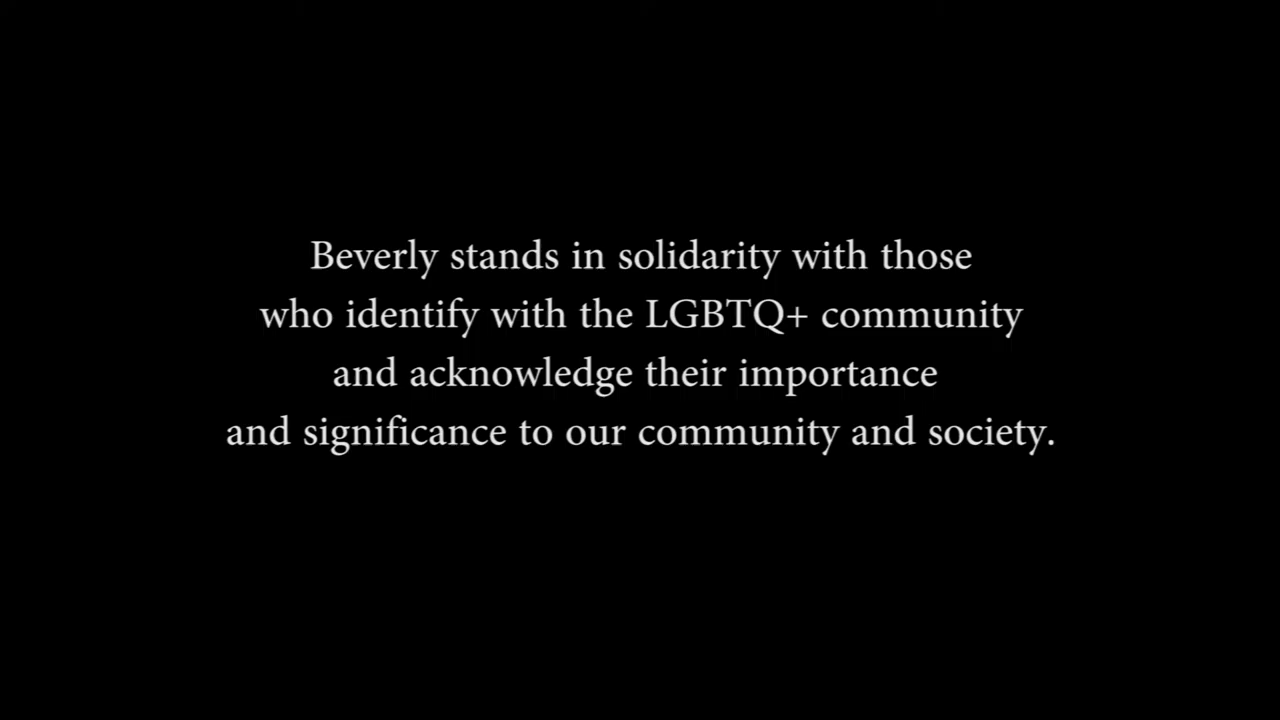 Beverly stands in solidarity with those
who identify with the LGBTQ+ community
and acknowledge their importance
and significance to our community and society.